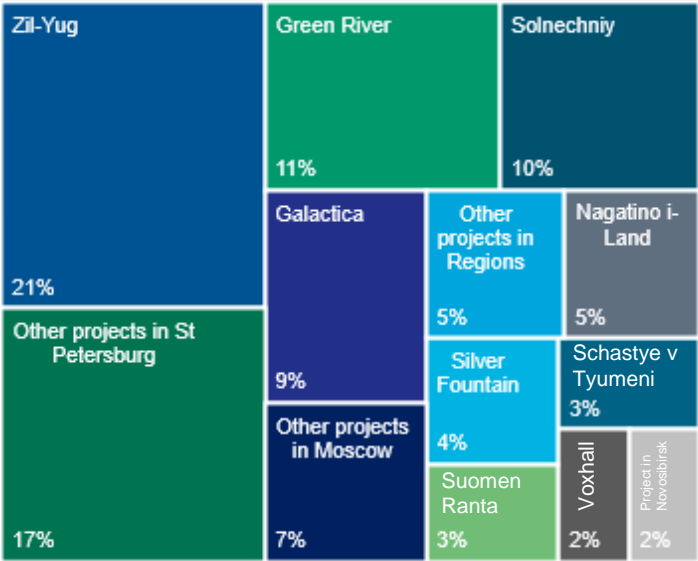 Zil-Yug
21%
Other projects in St
Petersburg
17%
Green River
11%
Solnechniy
10%
Galactica
9%
Other projects
in Moscow
7%
Other
projects in
Regions
5%
Nagatino i-
Land
5%
Silver
Fountain
4%
Suomen
Ranta
3%
Schastye v
Tyumeni
3%
Voxhall
2%
Project in
Novosibirsk
2%